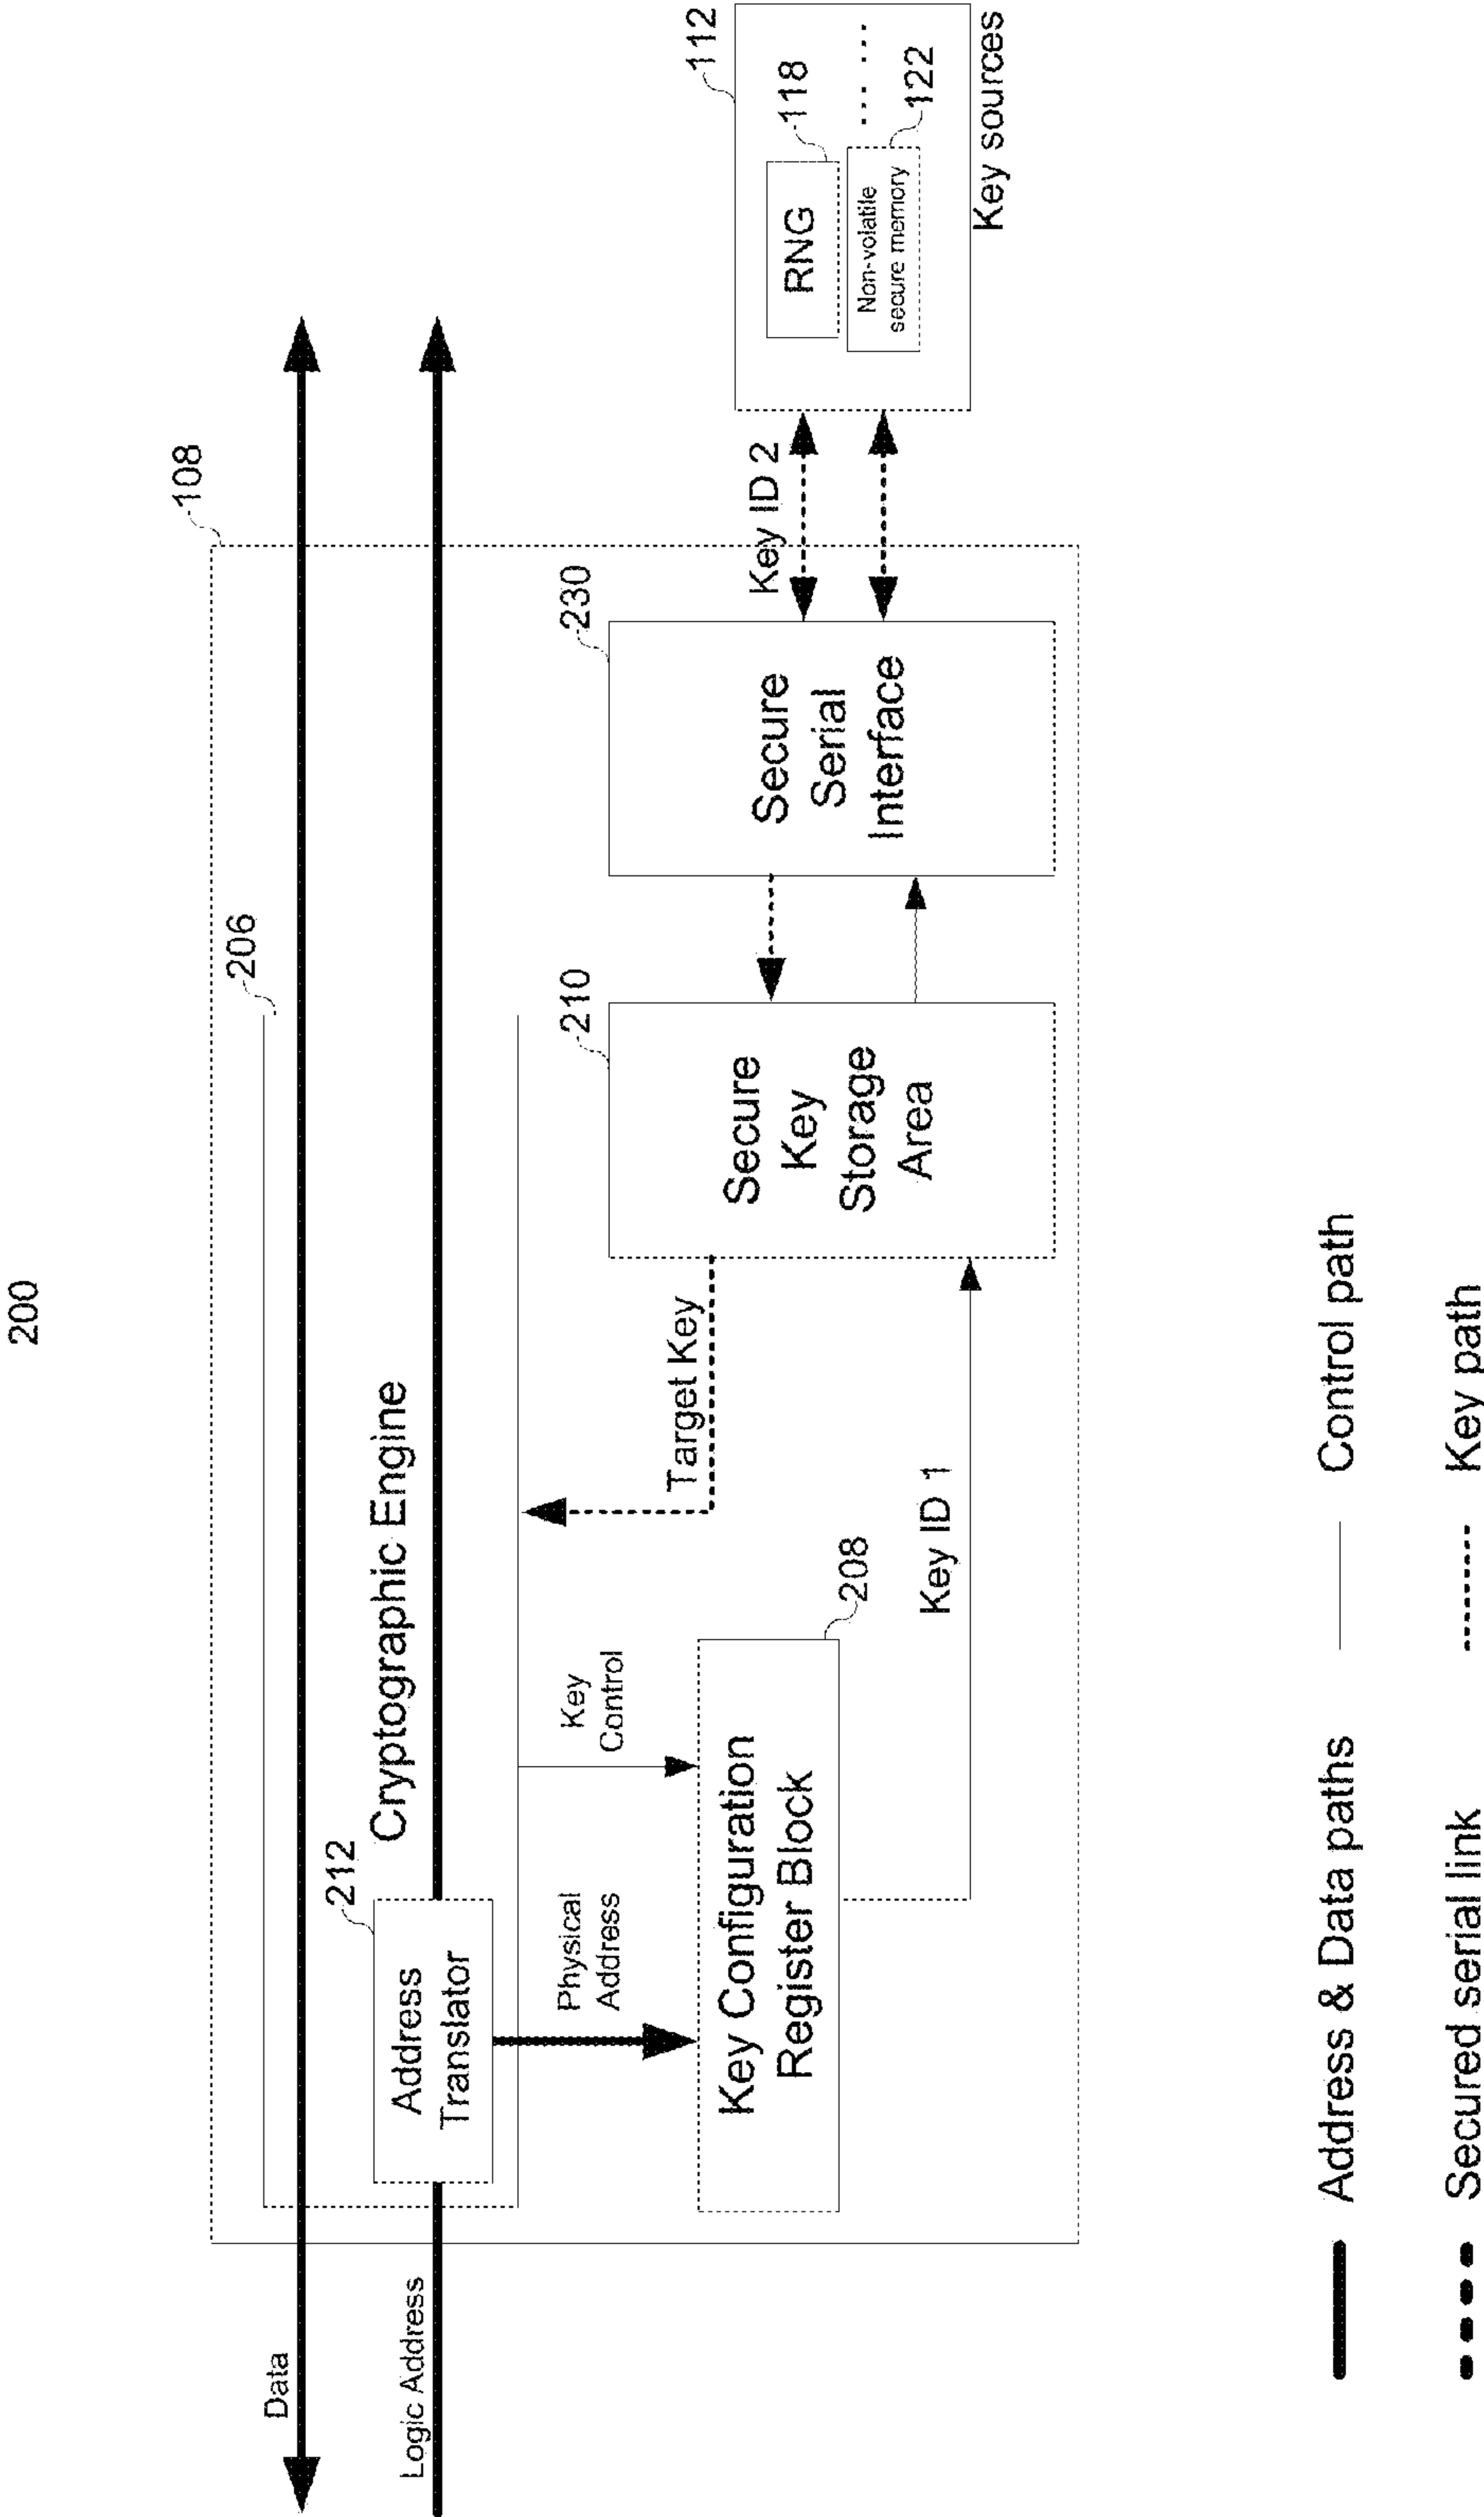 200
108
206
Data
Logic Address
212
Address
Translator
Cryptographic Engine
Physical
Address
Key
Control
Key Configuration
Register Block
208
Target Key
Key ID 1
210
Secure
Key
Storage
Area
230
Secure
Serial
Interface
Key ID 2
112
RNG
118
Non-volatile
secure memory
122
Key sources
Address & Data paths
Control path
Secured serial link
Key path